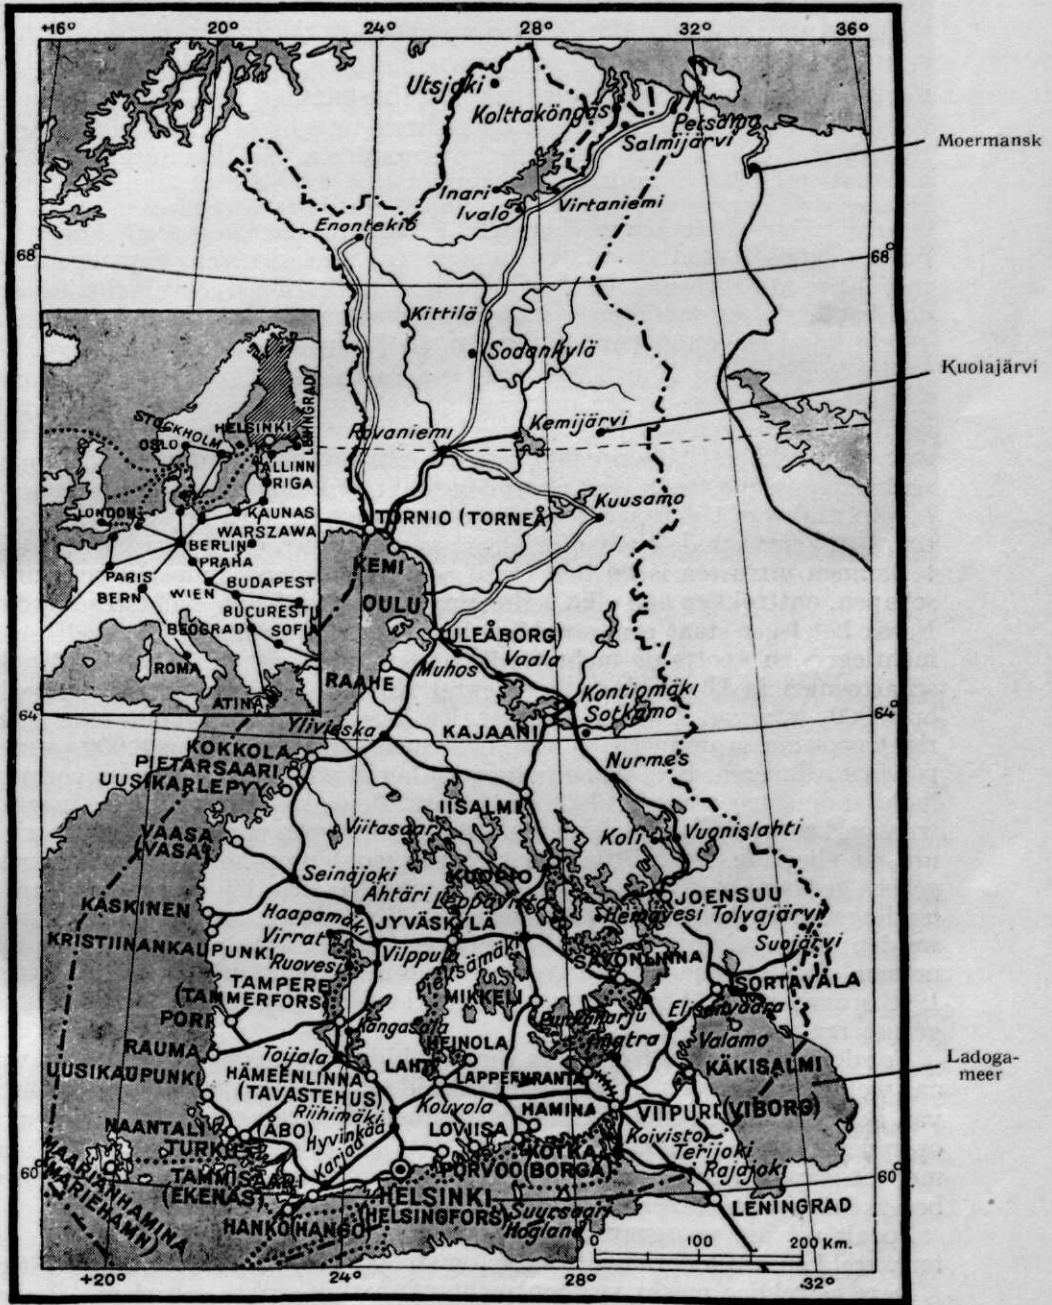 +16°
20°
24°
28°
32°
36°
Utsjoki
Kolttaköngäs
Petsamo
Salmijärvi
Moermansk
Inari
Ivalo
Virtaniemi
Enontekiö
68°
68°
Kittilä
Sodankylä
Kuolajärvi
Rovaniemi
Kemijärvi
Kuusamo
STOCKHOLM
HELSINKI
LENINGRAD
OSLO
TALLINN
RIGA
LONDON
KAUNAS
WARSZAWA
BERLIN
PRAHA
PARIS
BERN
WIEN
BUDAPEST
BUCURESTI
BEOGRAD
SOFIA
ROMA
ATINAS
TORNIO (TORNEÅ)
KEMI
OULU
ULEÅBORG
Muhos
Vaala
RAAHE
Kontiomäki
Sotkamo
64°
64°
Ylivieska
KAJAANI
KOKKOLA
PIETARSAARI
UUSIKARLEPYY
Nurmes
IISALMI
VAASA
(VASA)
Viitasaari
Koli
Vuonislahti
Seinäjoki
KUOPIO
Ahtäri
Leppävirta
JOENSUU
KASKINEN
Haapamäki
JYVÄSKYLÄ
Hemavesi
Tolvajärvi
KRISTIINANKAUPUNKI
Virrat
Vilppula
Suojärvi
Ruovesi
SAVONLINNA
TAMPERE
(TAMMERFORS)
MIKKELI
SORTAVALA
Elisenvaara
PORI
Kangasala
Punkaharju
HEINOLA
Imatra
Valamo
RAUMA
Toijala
LAHTI
Ladoga-
meer
UUSIKAUPUNKI
HÄMEENLINNA
(TAVASTEHUS)
LAPPEENRANTA
KÄKISALMI
Riihimäki
Kouvola
HAMINA
VIIPURI (VIBORG)
NAANTALI
(ÅBO)
Hyvinkää
LOVIISA
Koivisto
TURKU
KOTKA
Terijoki
Karjaa
PORVOO (BORGÅ)
Rajajoki
60°
60°
MAARIANHAMINA
(MARIEHAMN)
TAMMISAARI
(EKENÄS)
HELSINKI
(HELSINGFORS)
LENINGRAD
HANKO (HANGÖ)
Suursaari
Hogland
0 100 200 Km.
+20°
24°
28°
32°